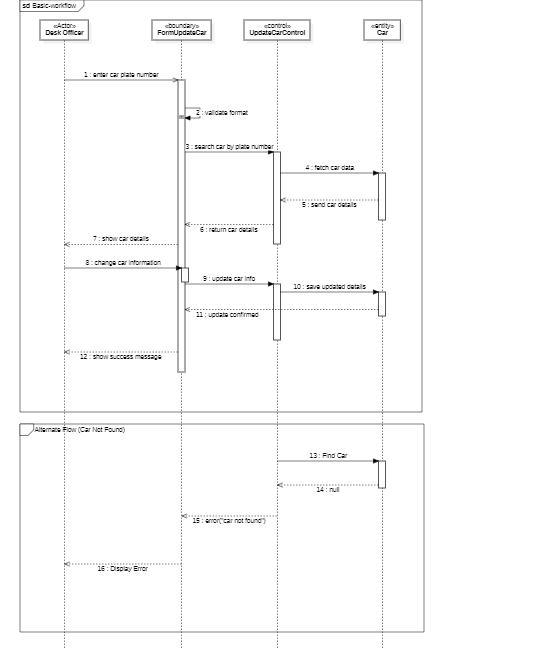 sd Basic-workflow
«Actor»
Desk Officer
«boundary»
FormUpdateCar
«control»
UpdateCarControl
«entity»
Car
1 : enter car plate number
2 : validate format
3 : search car by plate number
4 : fetch car data
5 : send car details
6 : return car details
7 : show car details
8 : change car information
9 : update car info
10 : save updated details
11 : update confirmed
12 : show success message
Alternate Flow (Car Not Found)
13 : Find Car
14 : null
15 : error("car not found")
16 : Display Error